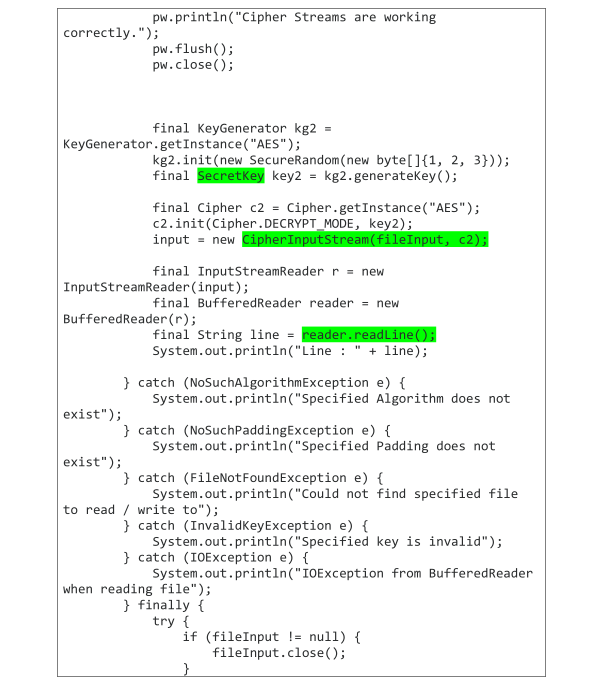 pw.println("Cipher Streams are working
correctly.");
pw.flush();
pw.close();
final KeyGenerator kg2 =
KeyGenerator.getInstance("AES");
kg2.init(new SecureRandom(new byte[]{1, 2, 3}));
final SecretKey key2 = kg2.generateKey();
final Cipher c2 = Cipher.getInstance("AES");
c2.init(Cipher.DECRYPT_MODE, key2);
input = new CipherInputStream(fileInput, c2);
final InputStreamReader r = new
InputStreamReader(input);
final BufferedReader reader = new
BufferedReader(r);
final String line = reader.readLine();
System.out.println("Line : " + line);
} catch (NoSuchAlgorithmException e) {
System.out.println("Specified Algorithm does not
exist");
} catch (NoSuchPaddingException e) {
System.out.println("Specified Padding does not
exist");
} catch (FileNotFoundException e) {
System.out.println("Could not find specified file
to read / write to");
} catch (InvalidKeyException e) {
System.out.println("Specified key is invalid");
} catch (IOException e) {
System.out.println("IOException from BufferedReader
when reading file");
} finally {
try {
if (fileInput != null) {
fileInput.close();
}